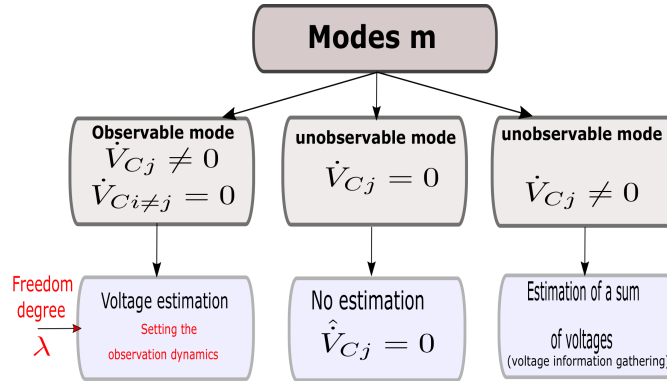 Modes m
Observable mode
V̇_{Cj} ≠ 0
V̇_{Ci≠j} = 0
unobservable mode
V̇_{Cj} = 0
unobservable mode
V̇_{Cj} ≠ 0
Freedom
degree
λ
Voltage estimation
Setting the
observation dynamics
No estimation
\hat{V̇}_{Cj} = 0
Estimation of a sum
of voltages
(voltage information gathering)